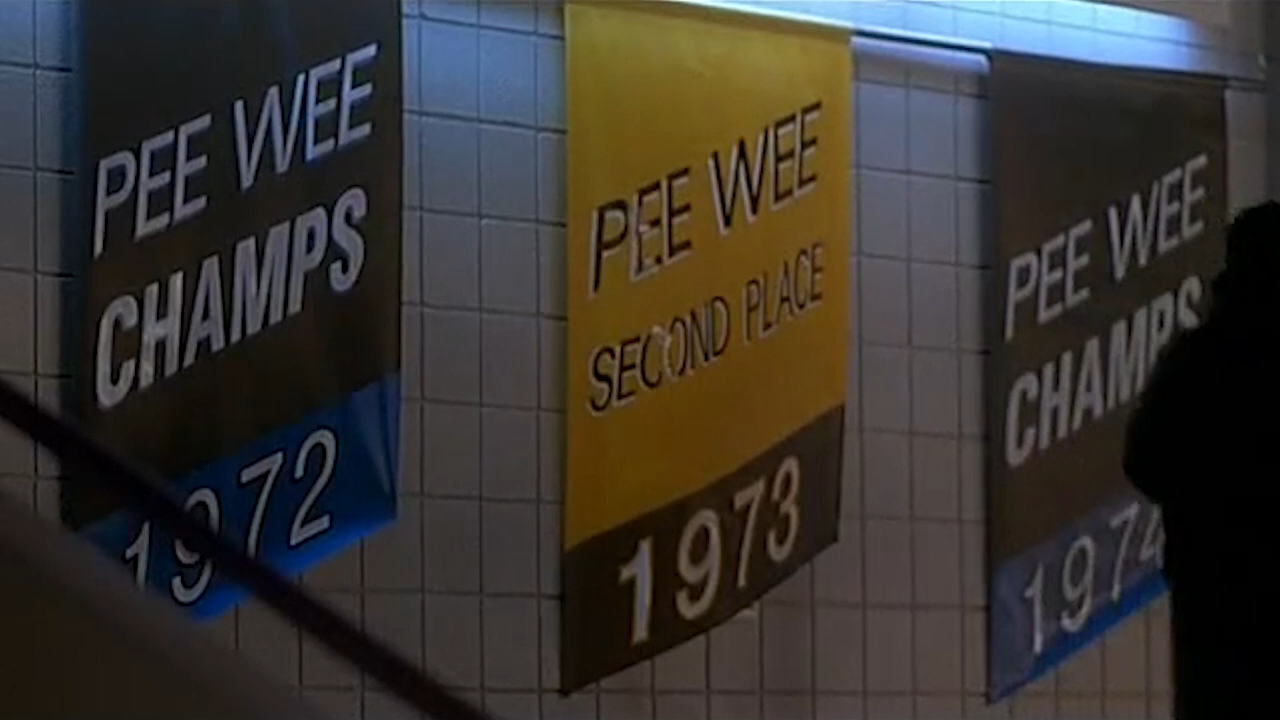 PEE WEE
CHAMPS
1972
PEE WEE
SECOND PLACE
1973
PEE WEE
CHAMPS
1974